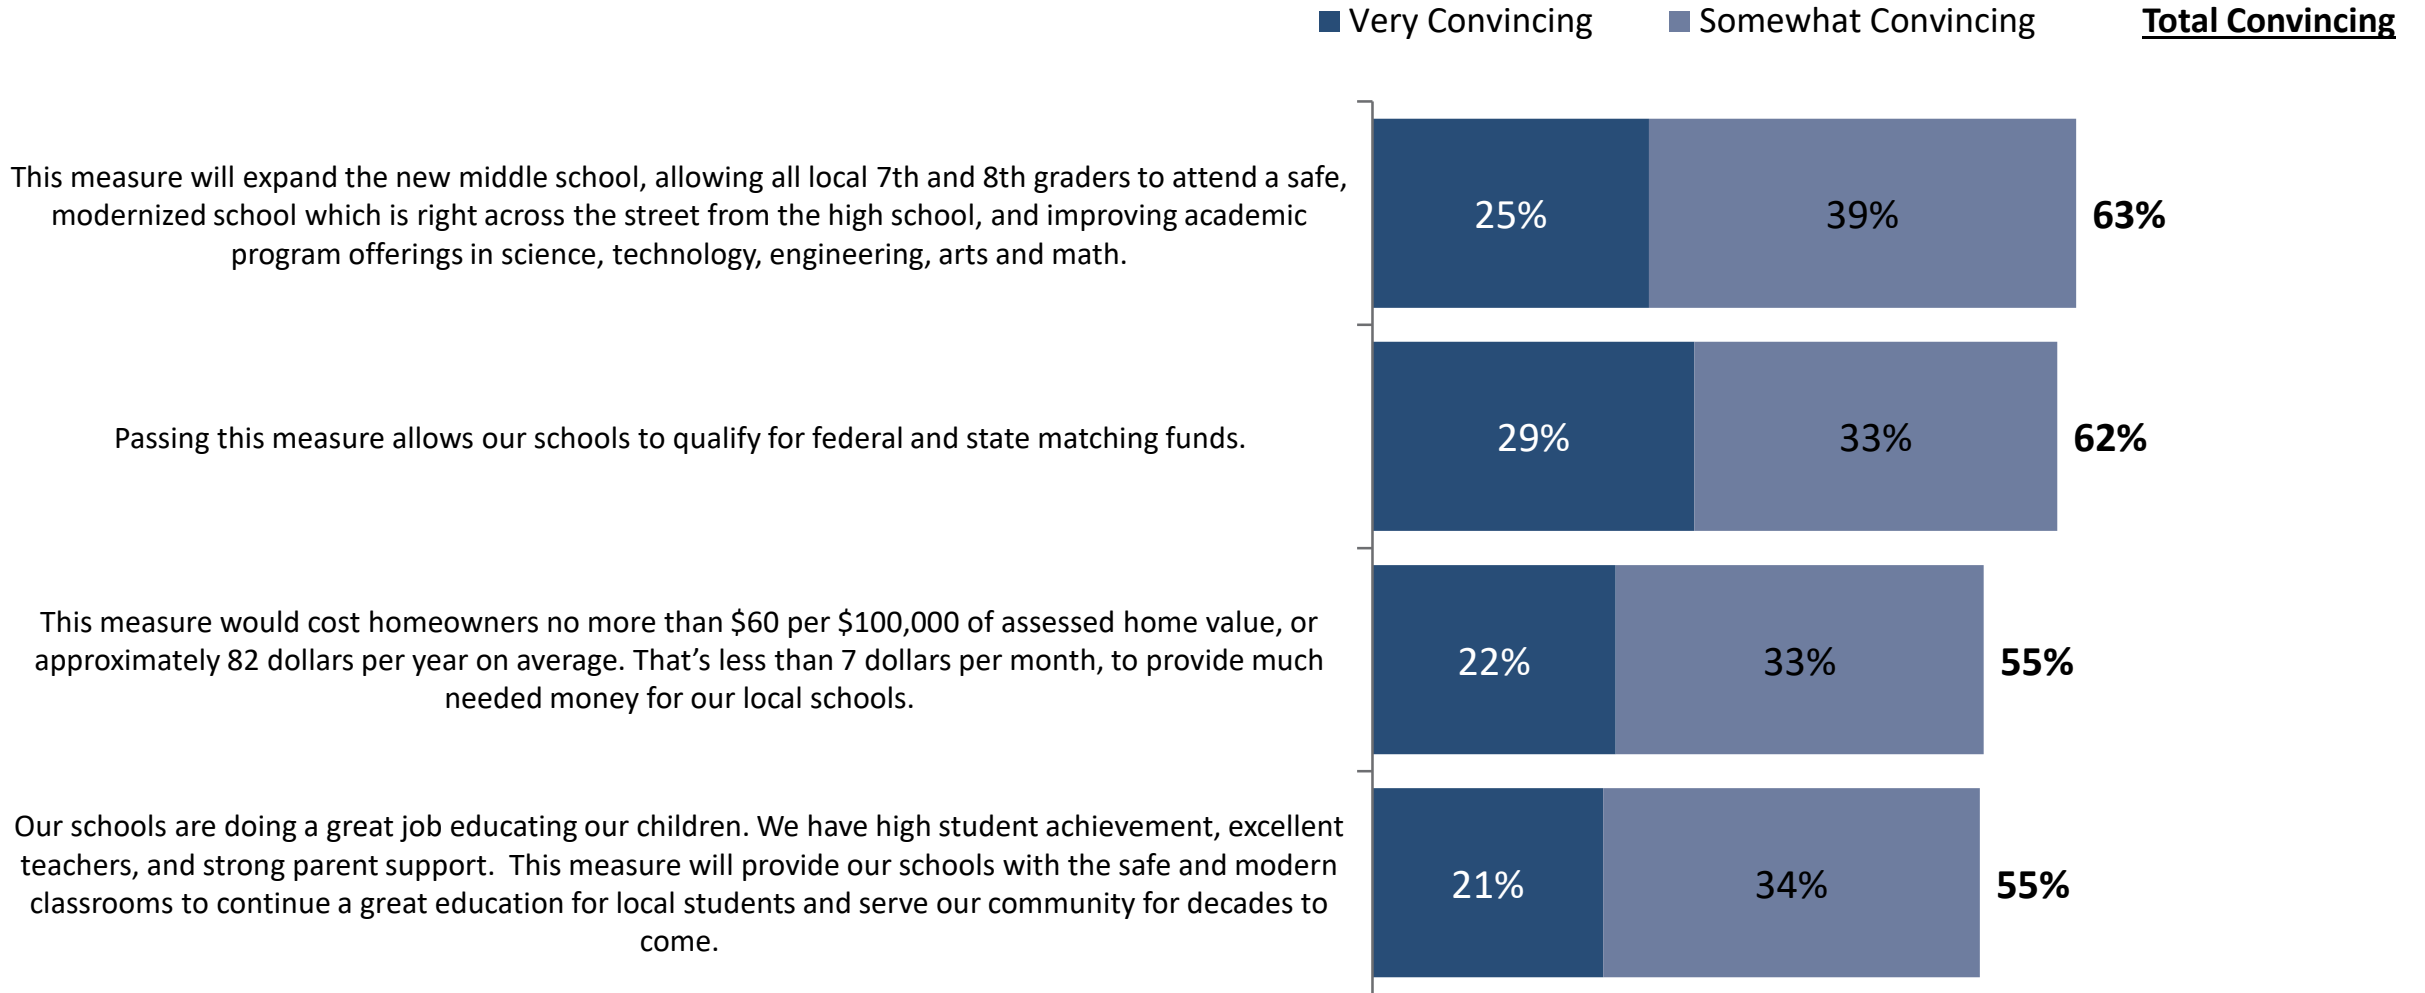 Very Convincing Somewhat Convincing Total Convincing
This measure will expand the new middle school, allowing all local 7th and 8th graders to attend a safe,
modernized school which is right across the street from the high school, and improving academic
program offerings in science, technology, engineering, arts and math.
25% 39% 63%
Passing this measure allows our schools to qualify for federal and state matching funds.
29% 33% 62%
This measure would cost homeowners no more than $60 per $100,000 of assessed home value, or
approximately 82 dollars per year on average. That’s less than 7 dollars per month, to provide much
needed money for our local schools.
22% 33% 55%
Our schools are doing a great job educating our children. We have high student achievement, excellent
teachers, and strong parent support.  This measure will provide our schools with the safe and modern
classrooms to continue a great education for local students and serve our community for decades to
come.
21% 34% 55%